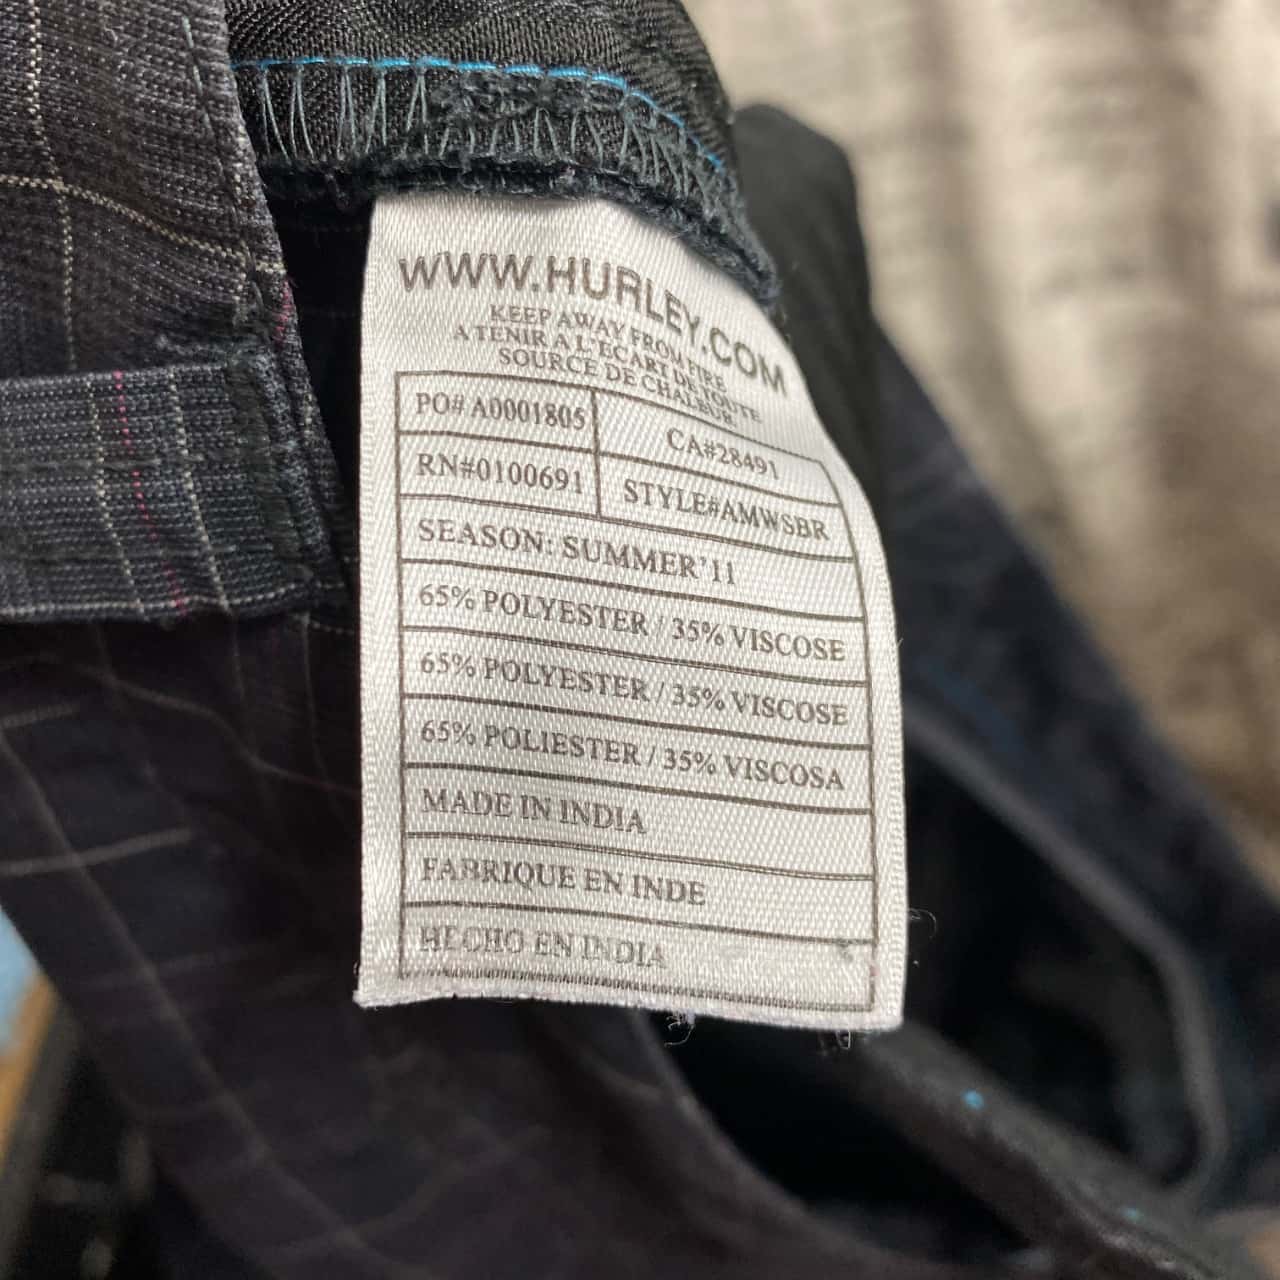 WWW.HURLEY.COM
KEEP AWAY FROM FIRE
A TENIR A L'ECART DE TOUTE
SOURCE DE CHALEUR
PO# A0001805
CA#28491
RN#0100691
STYLE#AMWSBR
SEASON: SUMMER'11
65% POLYESTER / 35% VISCOSE
65% POLYESTER / 35% VISCOSE
65% POLIESTER / 35% VISCOSA
MADE IN INDIA
FABRIQUE EN INDE
HECHO EN INDIA